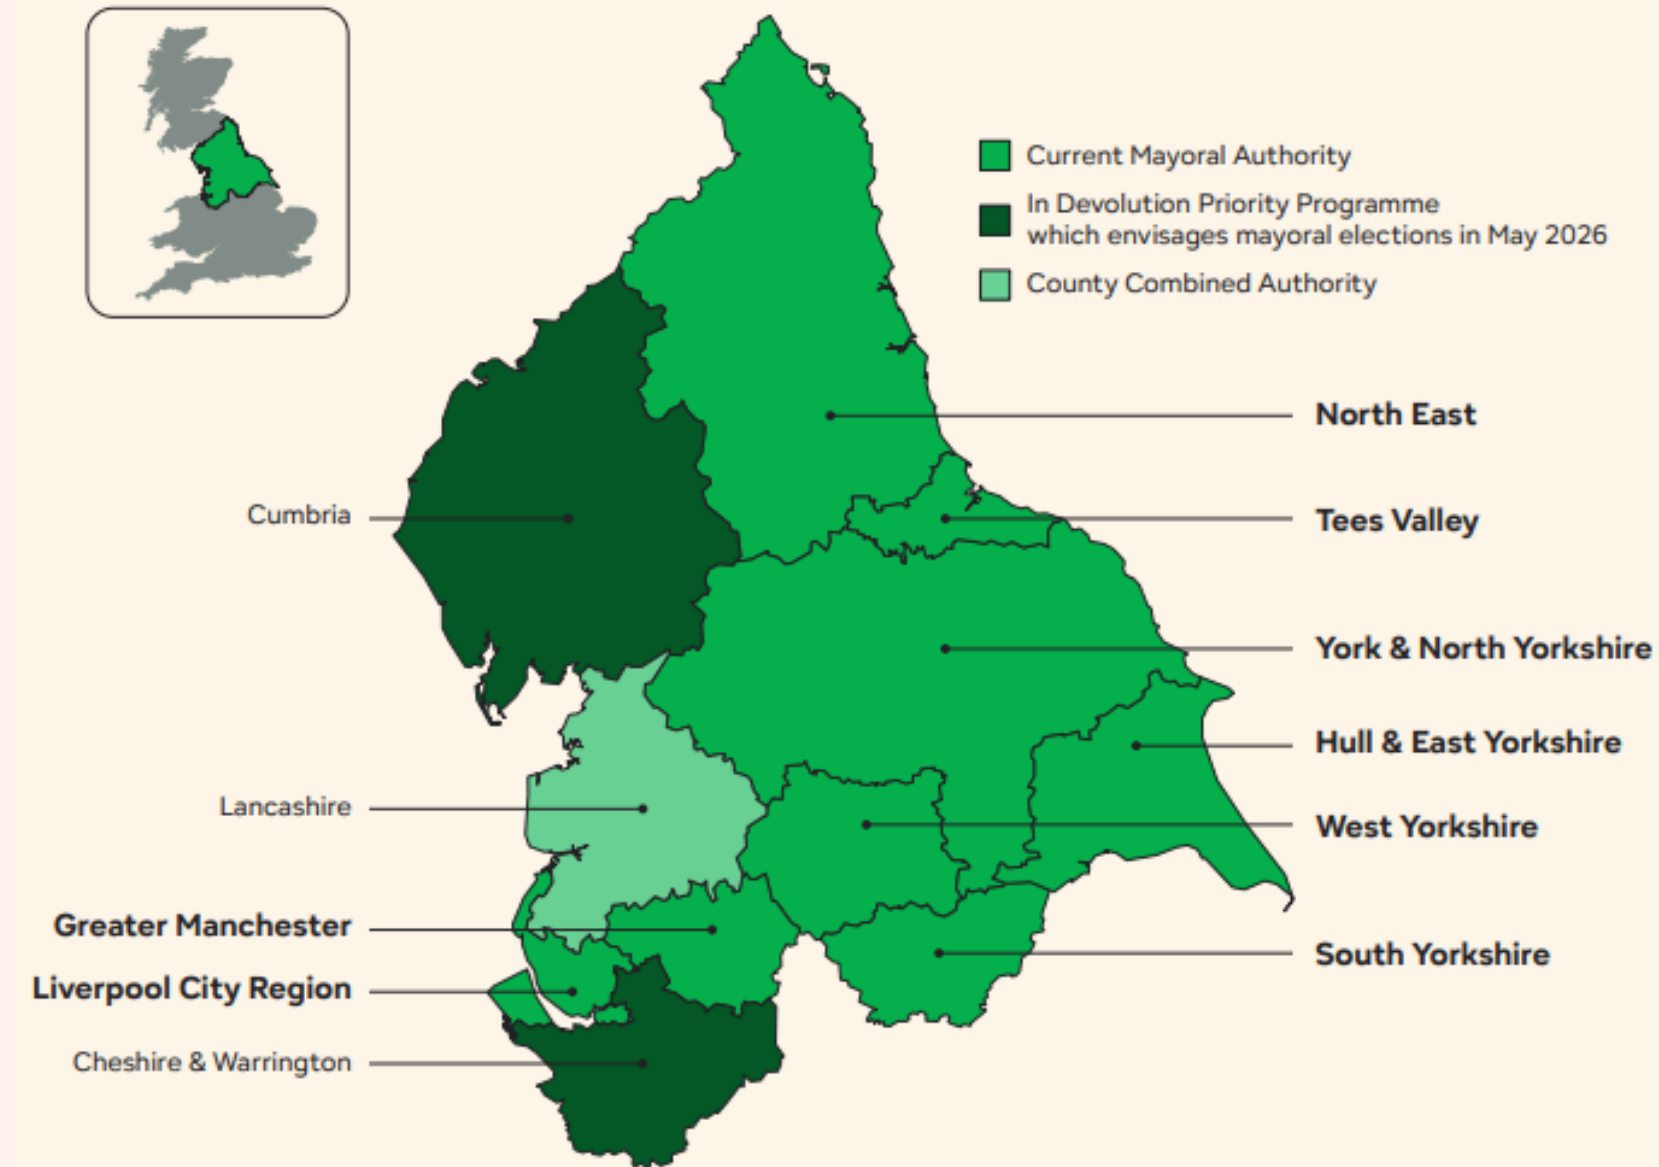 Current Mayoral Authority
In Devolution Priority Programme
which envisages mayoral elections in May 2026
County Combined Authority
North East
Cumbria
Tees Valley
York & North Yorkshire
Hull & East Yorkshire
Lancashire
West Yorkshire
Greater Manchester
South Yorkshire
Liverpool City Region
Cheshire & Warrington